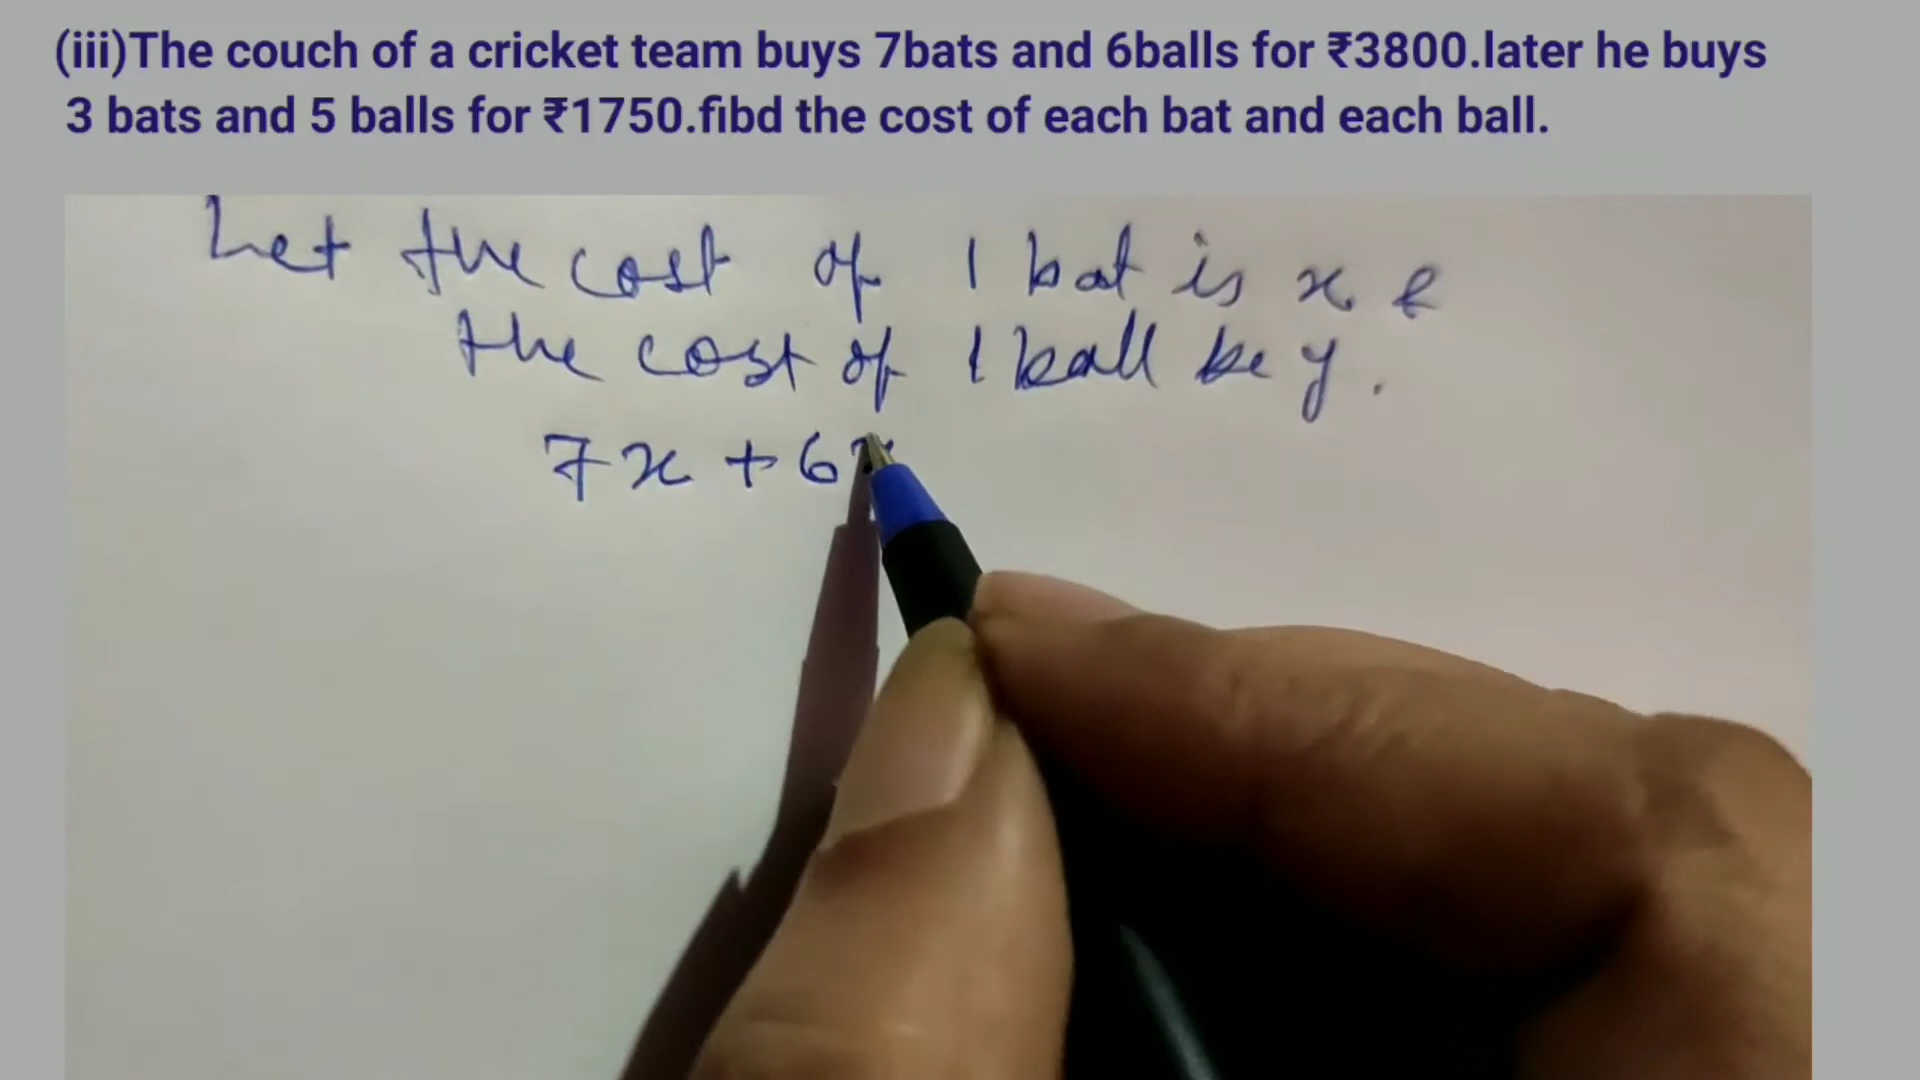 (iii)The couch of a cricket team buys 7bats and 6balls for ₹3800.later he buys
3 bats and 5 balls for ₹1750.fibd the cost of each bat and each ball.
Let the cost of 1 bat is x &
the cost of 1 ball be y.
7x + 6